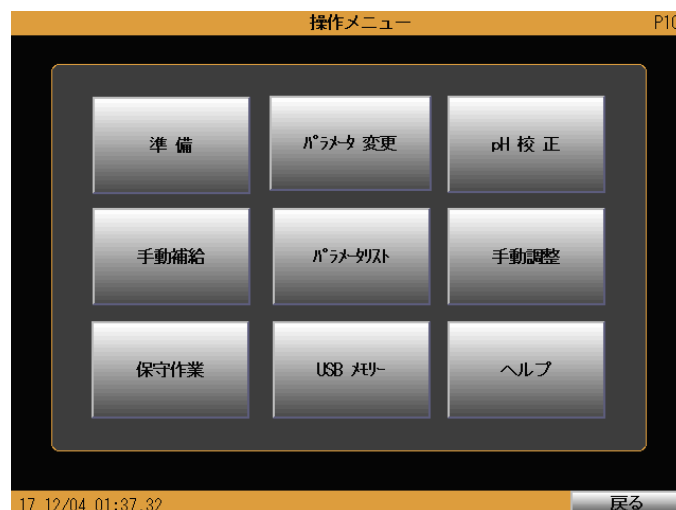 操作メニュー P10
準 備 ﾊﾟﾗﾒｰﾀ 変更 pH 校 正
手動補給 ﾊﾟﾗﾒｰﾀﾘｽﾄ 手動調整
保守作業 USB ﾒﾓﾘｰ ヘルプ
17 12/04 01:37.32 戻る